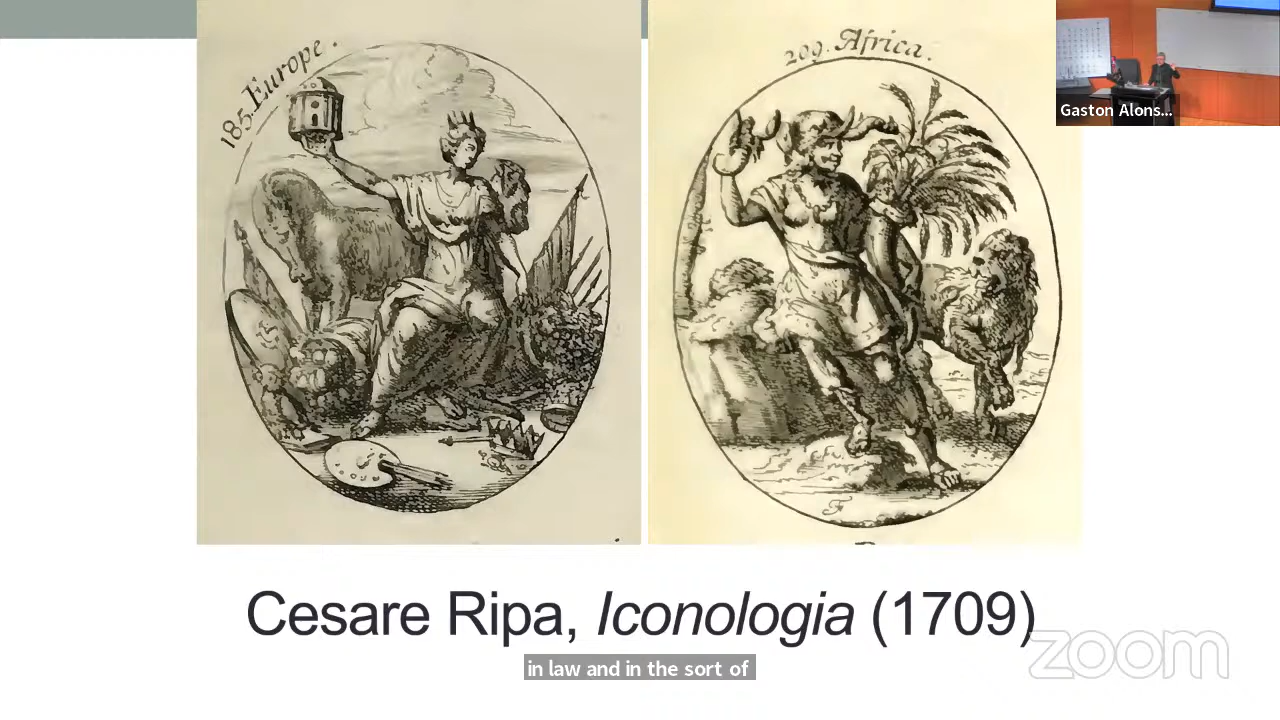 185. Europe.
209. Africa.
F
Gaston Alons...
Cesare Ripa, Iconologia (1709)
in law and in the sort of
zoom